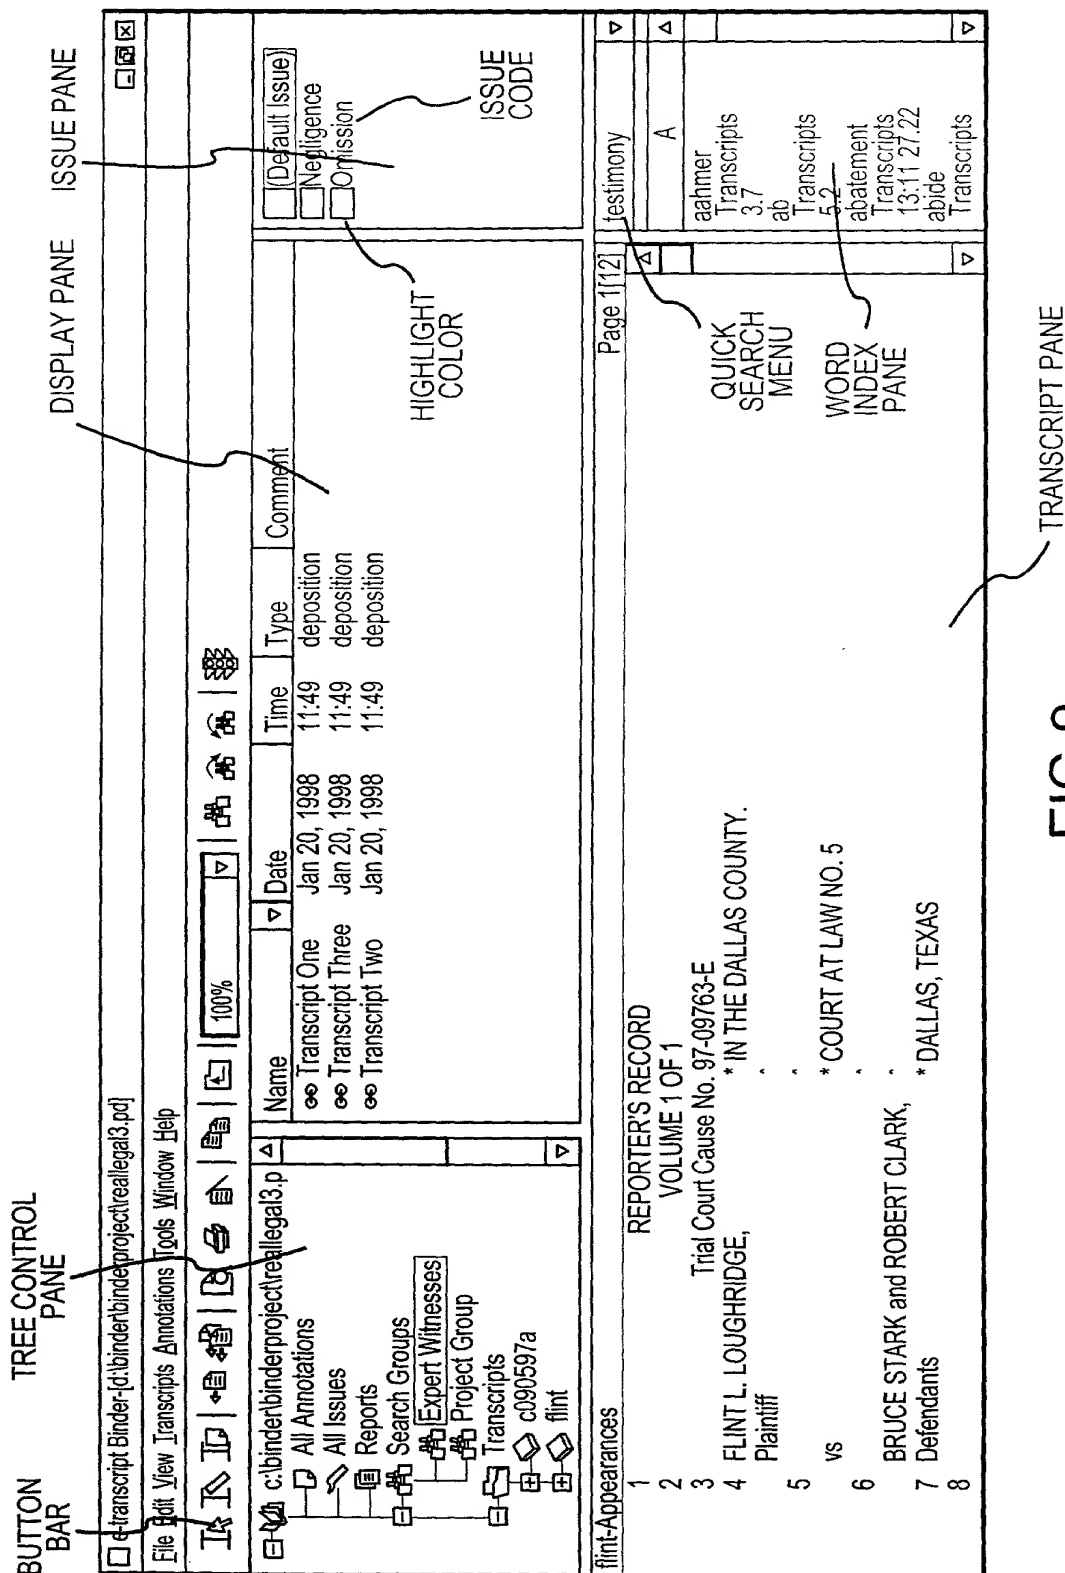 BUTTON BAR
TREE CONTROL PANE
DISPLAY PANE
ISSUE PANE
e-transcript Binder-[d:\binder\binderproject\reallegal3.pd]
File Edit View Transcripts Annotations Tools Window Help
100%
c:\binder\binderproject\reallegal3.p
All Annotations
All Issues
Reports
Search Groups
Expert Witnesses
Project Group
Transcripts
c090597a
flint
Name Date Time Type Comment
Transcript One Jan 20, 1998 11:49 deposition
Transcript Three Jan 20, 1998 11:49 deposition
Transcript Two Jan 20, 1998 11:49 deposition
(Default Issue)
Negligence
Omission
HIGHLIGHT COLOR
ISSUE CODE
flint-Appearances Page 1[12]
1 REPORTER'S RECORD
2 VOLUME 1 OF 1
3 Trial Court Cause No. 97-09763-E
4 FLINT L. LOUGHRIDGE, * IN THE DALLAS COUNTY.
Plaintiff
5
vs * COURT AT LAW NO. 5
6
BRUCE STARK and ROBERT CLARK,
7 Defendants * DALLAS, TEXAS
8
testimony
A
aahmer
Transcripts
3.7
ab
Transcripts
5.2
abatement
Transcripts
13:11 27.22
abide
Transcripts
QUICK SEARCH MENU
WORD INDEX PANE
TRANSCRIPT PANE